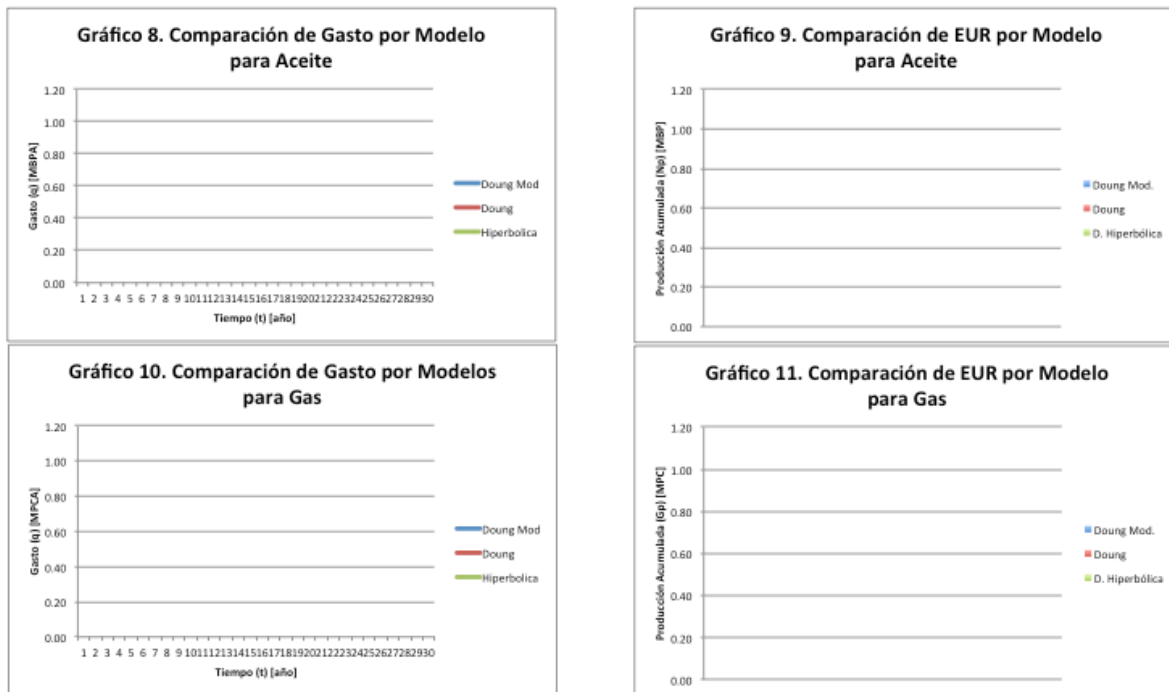 Gráfico 8. Comparación de Gasto por Modelo
para Aceite
1.20
1.00
0.80
0.60
0.40
0.20
0.00
Gasto (q) [MBPA]
1 2 3 4 5 6 7 8 9 101112131415161718192021222324252627282930
Tiempo (t) [año]
Doung Mod
Doung
Hiperbolica
Gráfico 9. Comparación de EUR por Modelo
para Aceite
1.20
1.00
0.80
0.60
0.40
0.20
0.00
Producción Acumulada (Np) [MBP]
Doung Mod.
Doung
D. Hiperbólica
Gráfico 10. Comparación de Gasto por Modelos
para Gas
1.20
1.00
0.80
0.60
0.40
0.20
0.00
Gasto (q) [MPCA]
1 2 3 4 5 6 7 8 9 101112131415161718192021222324252627282930
Tiempo (t) [año]
Doung Mod
Doung
Hiperbolica
Gráfico 11. Comparación de EUR por Modelo
para Gas
1.20
1.00
0.80
0.60
0.40
0.20
0.00
Producción Acumulada (Gp) [MPC]
Doung Mod.
Doung
D. Hiperbólica